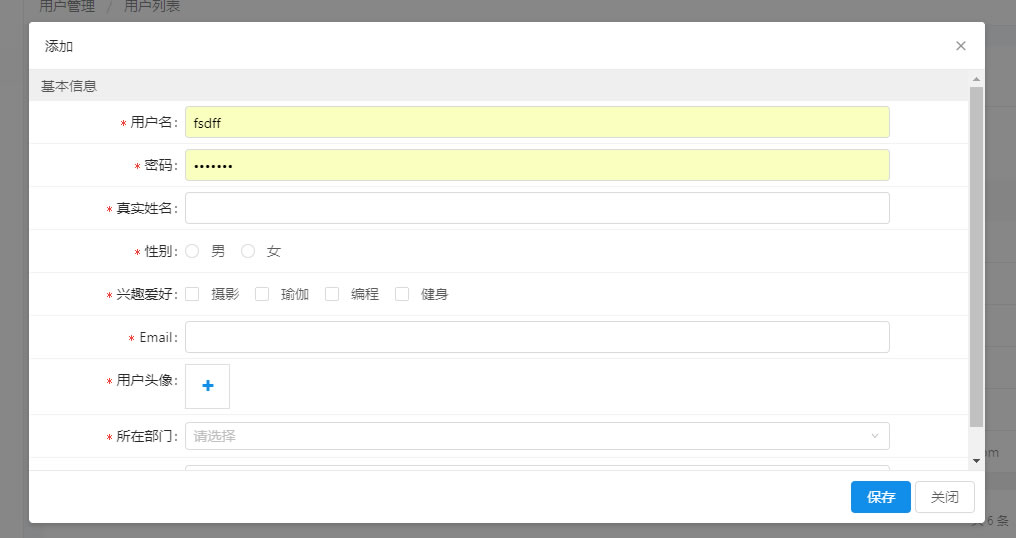 用户管理 / 用户列表
添加 ×
基本信息
* 用户名: fsdff
* 密码: •••••••
* 真实姓名:
* 性别: 男 女
* 兴趣爱好: 摄影 瑜伽 编程 健身
* Email:
* 用户头像: +
* 所在部门: 请选择
保存 关闭
6 条